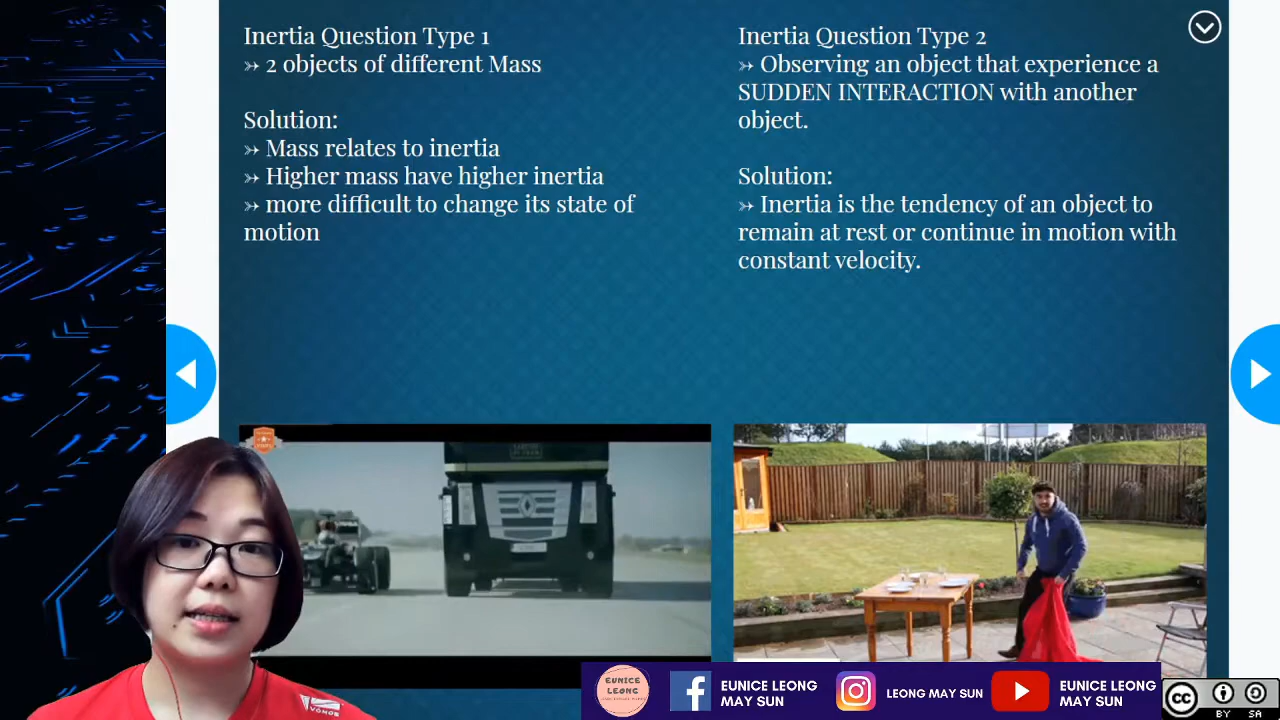 Inertia Question Type 1
➳ 2 objects of different Mass
Solution:
➳ Mass relates to inertia
➳ Higher mass have higher inertia
➳ more difficult to change its state of
motion
Inertia Question Type 2
➳ Observing an object that experience a
SUDDEN INTERACTION with another
object.
Solution:
➳ Inertia is the tendency of an object to
remain at rest or continue in motion with
constant velocity.
EUNICE
LEONG
EUNICE LEONG
MAY SUN
LEONG MAY SUN
EUNICE LEONG
MAY SUN
cc
BY SA